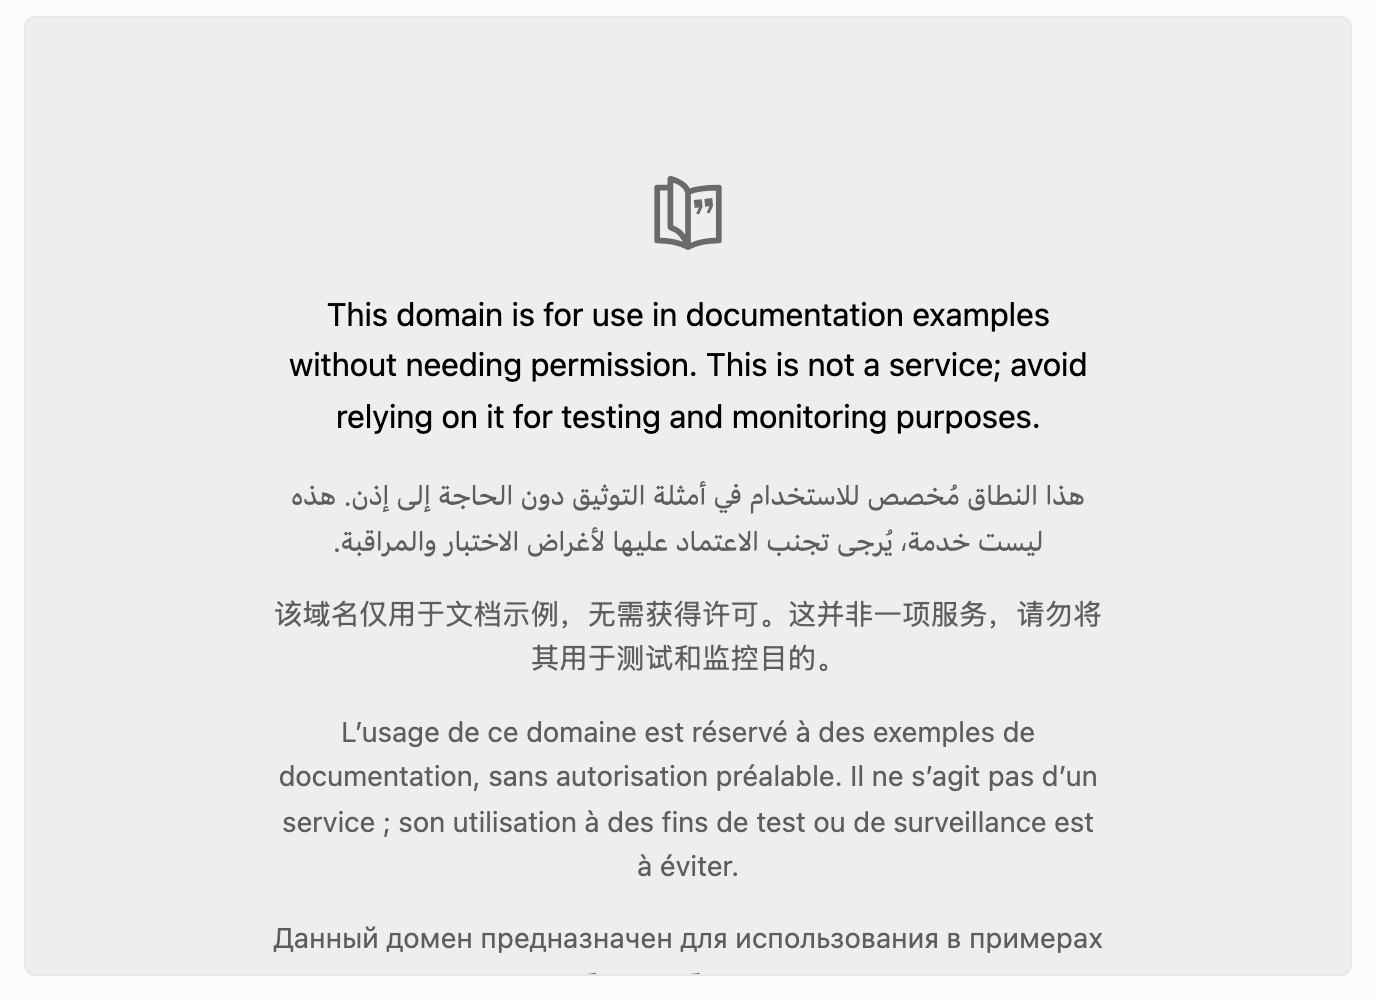 This domain is for use in documentation examples
without needing permission. This is not a service; avoid
relying on it for testing and monitoring purposes.
هذا النطاق مُخصص للاستخدام في أمثلة التوثيق دون الحاجة إلى إذن. هذه
ليست خدمة، يُرجى تجنب الاعتماد عليها لأغراض الاختبار والمراقبة.
该域名仅用于文档示例，无需获得许可。这并非一项服务，请勿将
其用于测试和监控目的。
L’usage de ce domaine est réservé à des exemples de
documentation, sans autorisation préalable. Il ne s’agit pas d’un
service ; son utilisation à des fins de test ou de surveillance est
à éviter.
Данный домен предназначен для использования в примерах